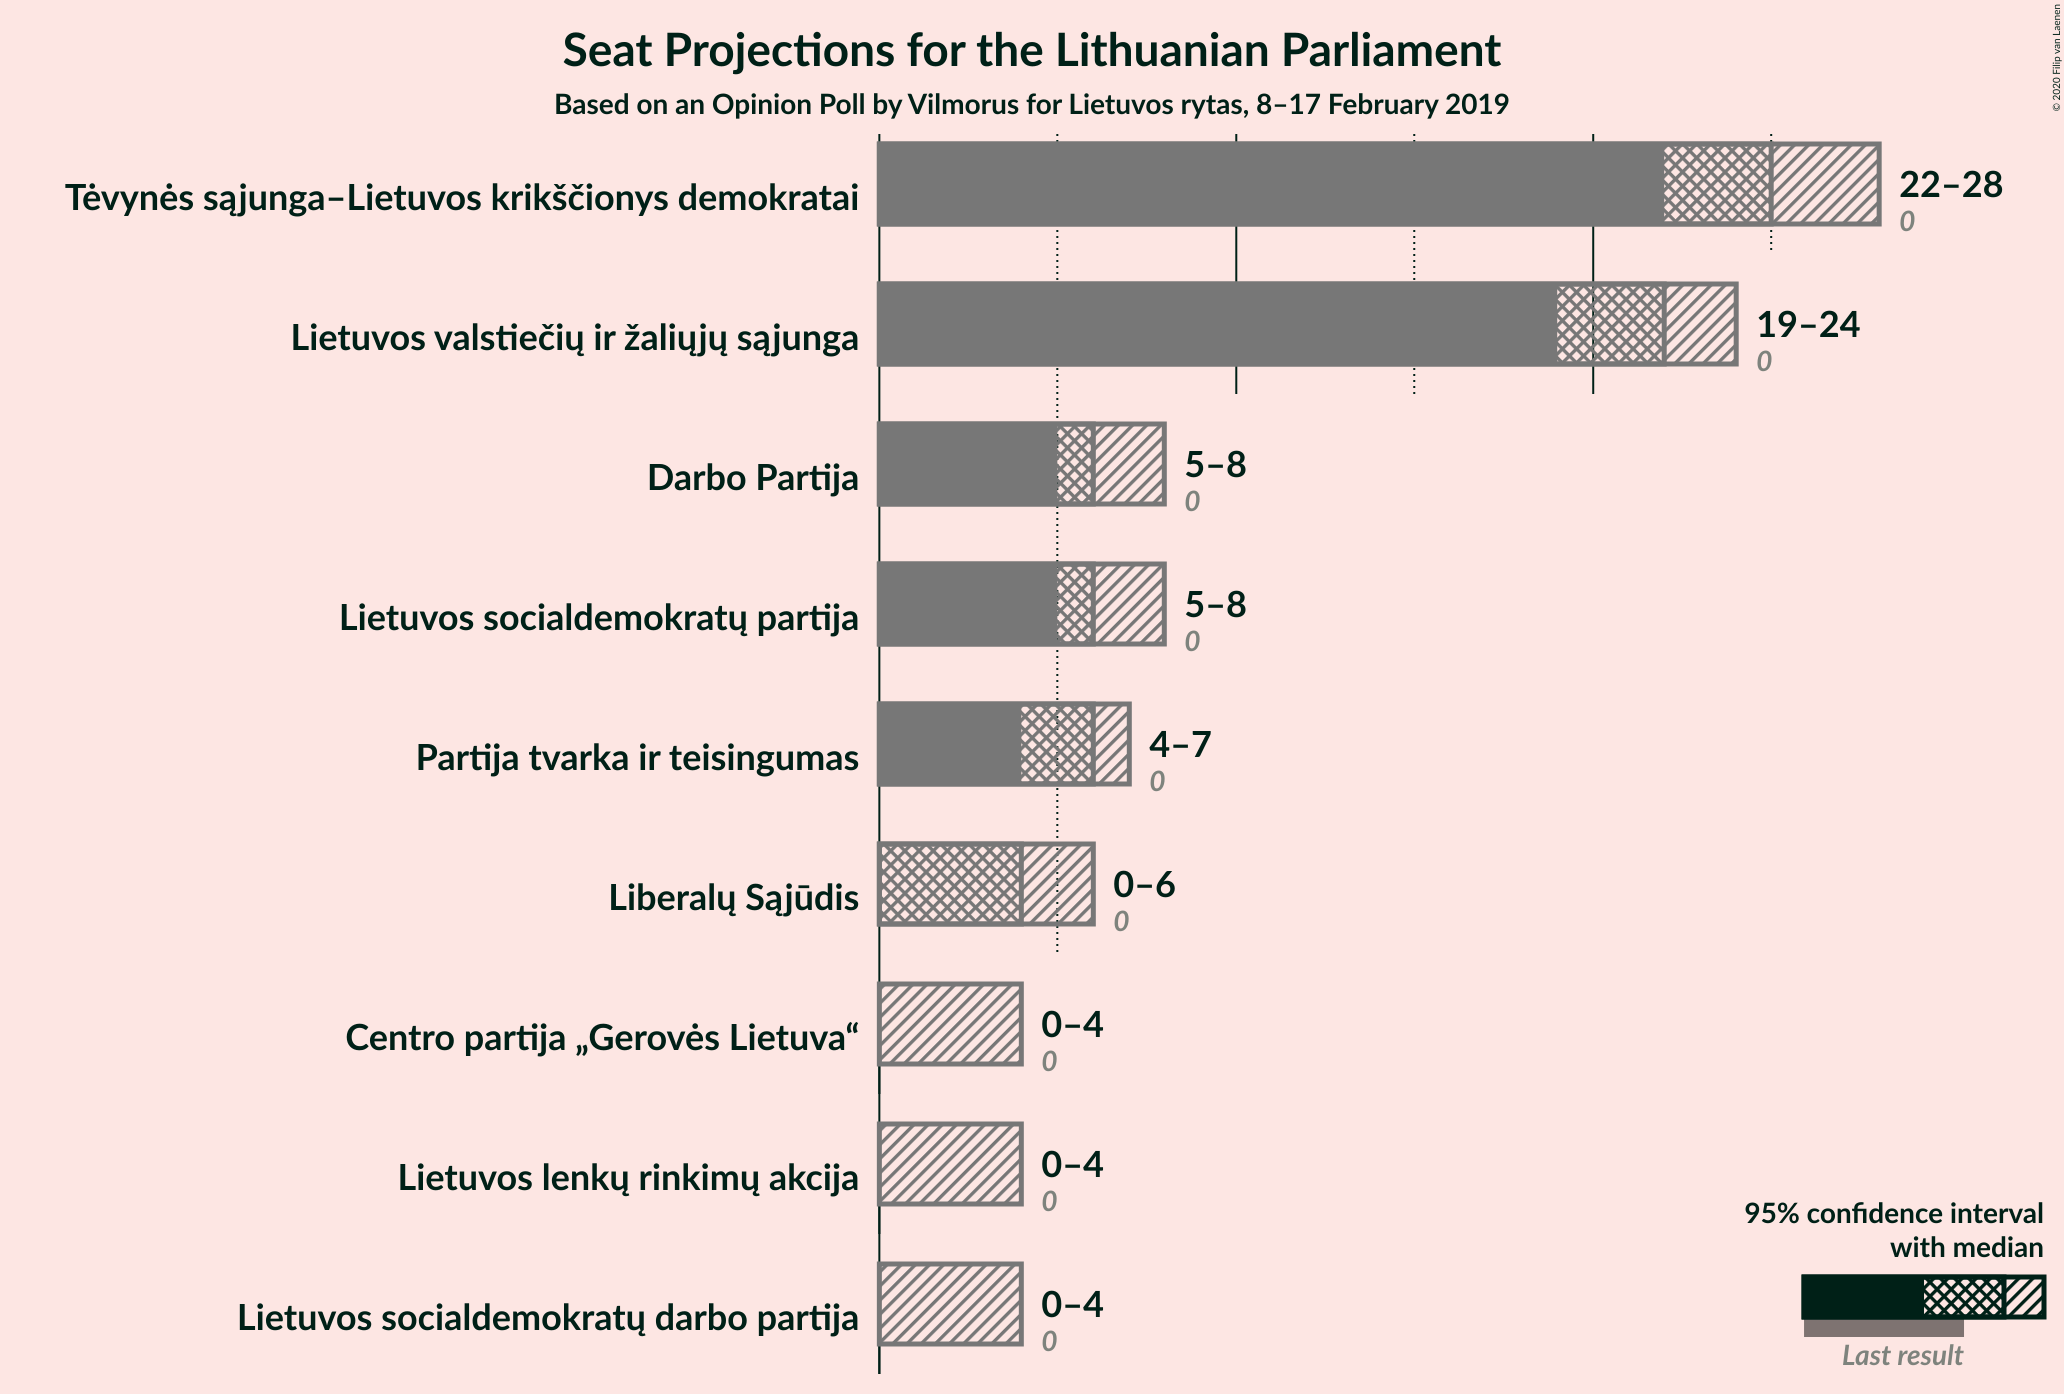 Seat Projections for the Lithuanian Parliament
Based on an Opinion Poll by Vilmorus for Lietuvos rytas, 8–17 February 2019
© 2020 Filip van Laenen
Tėvynės sąjunga–Lietuvos krikščionys demokratai
22–28
0
Lietuvos valstiečių ir žaliųjų sąjunga
19–24
0
Darbo Partija
5–8
0
Lietuvos socialdemokratų partija
5–8
0
Partija tvarka ir teisingumas
4–7
0
Liberalų Sąjūdis
0–6
0
Centro partija „Gerovės Lietuva“
0–4
0
Lietuvos lenkų rinkimų akcija
0–4
0
Lietuvos socialdemokratų darbo partija
0–4
0
95% confidence interval
with median
Last result